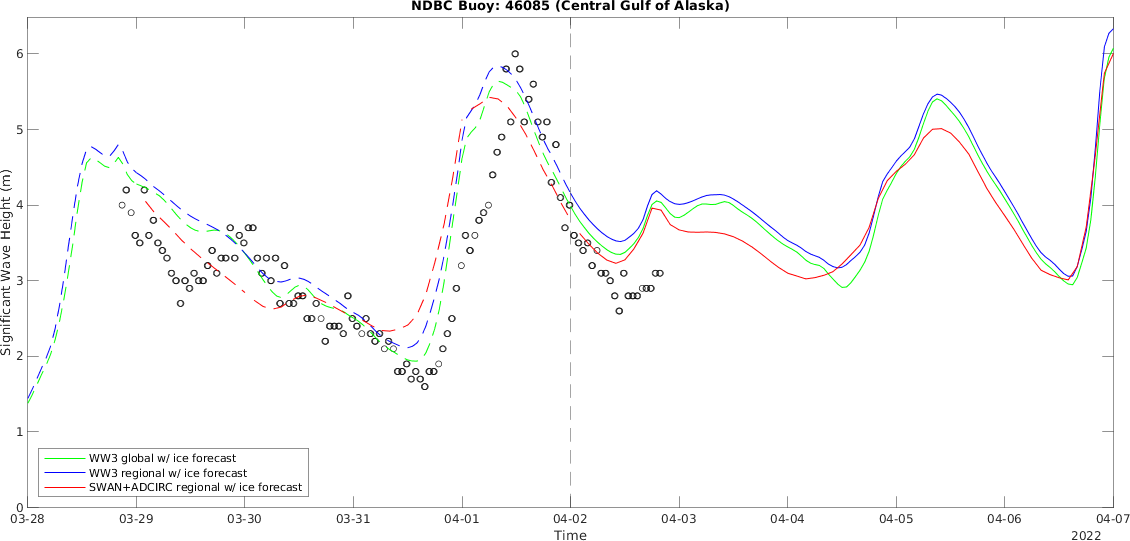 NDBC Buoy: 46085 (Central Gulf of Alaska)
Significant Wave Height (m)
6
5
4
3
2
1
0
WW3 global w/ ice forecast
WW3 regional w/ ice forecast
SWAN+ADCIRC regional w/ ice forecast
03-28 03-29 03-30 03-31 04-01 04-02 04-03 04-04 04-05 04-06 04-07
Time
2022